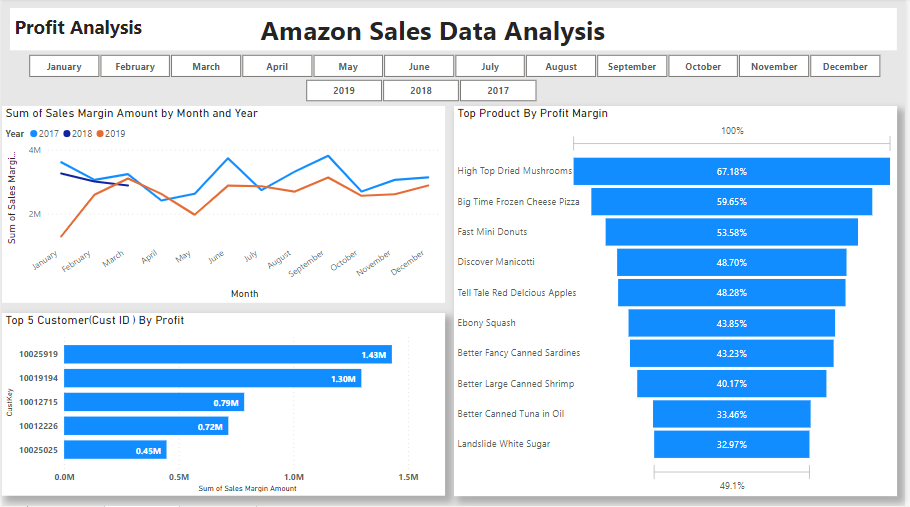 Profit Analysis
Amazon Sales Data Analysis
January February March April May June July August September October November December
2019 2018 2017
Sum of Sales Margin Amount by Month and Year
Year 2017 2018 2019
Sum of Sales Margi...
4M
2M
January February March April May June July August September October November December
Month
Top 5 Customer(Cust ID ) By Profit
CustKey
10025919 1.43M
10019194 1.30M
10012715 0.79M
10012226 0.72M
10025025 0.45M
0.0M 0.5M 1.0M 1.5M
Sum of Sales Margin Amount
Top Product By Profit Margin
100%
High Top Dried Mushrooms 67.18%
Big Time Frozen Cheese Pizza 59.65%
Fast Mini Donuts 53.58%
Discover Manicotti 48.70%
Tell Tale Red Delcious Apples 48.28%
Ebony Squash 43.85%
Better Fancy Canned Sardines 43.23%
Better Large Canned Shrimp 40.17%
Better Canned Tuna in Oil 33.46%
Landslide White Sugar 32.97%
49.1%